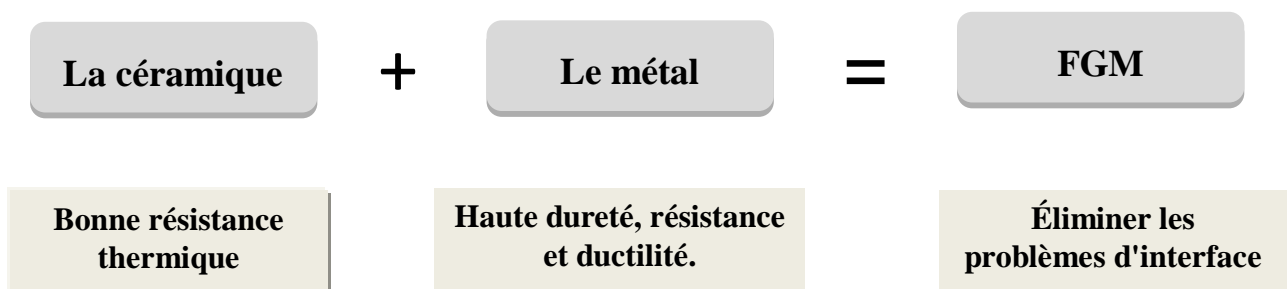 La céramique + Le métal = FGM
Bonne résistance
thermique
Haute dureté, résistance
et ductilité.
Éliminer les
problèmes d'interface